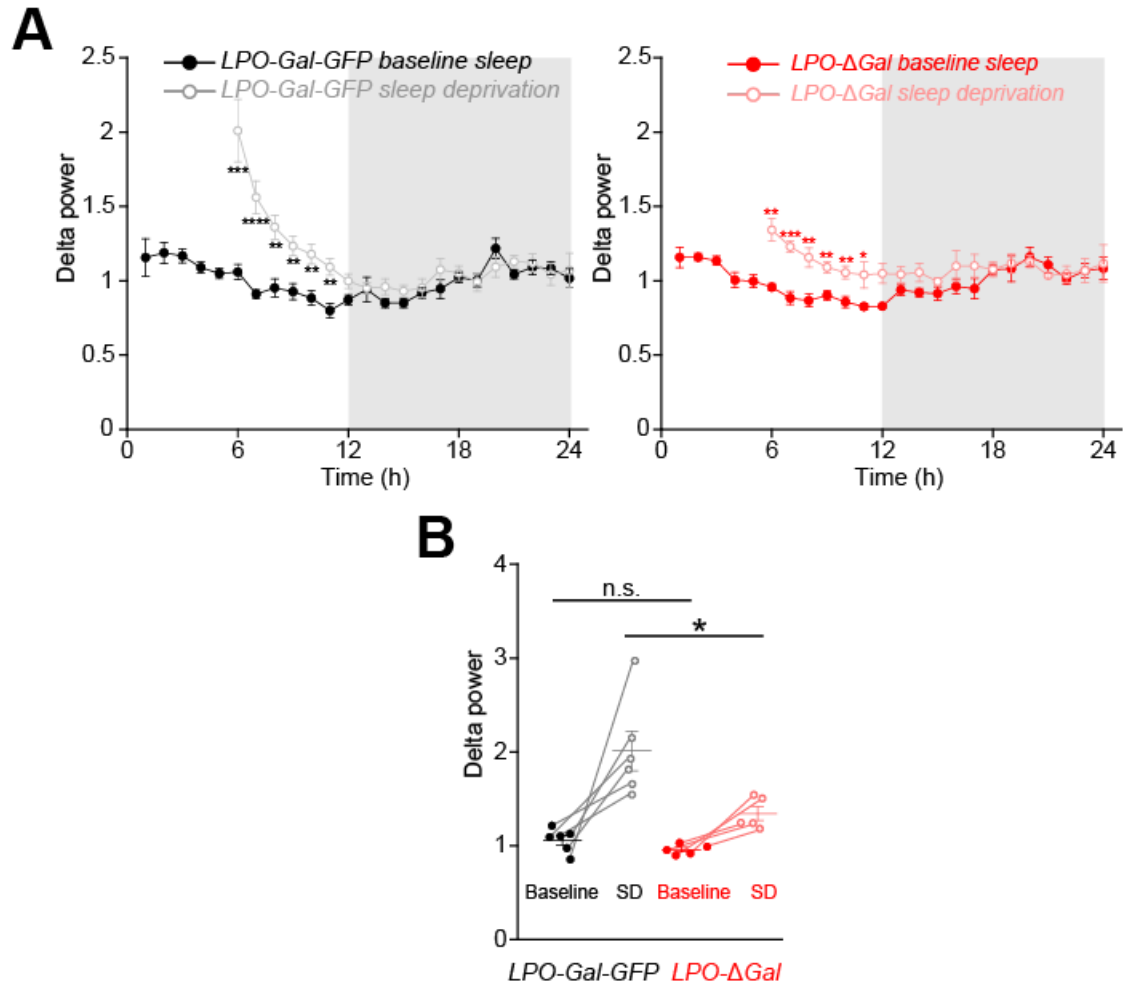 A
LPO-Gal-GFP baseline sleep
LPO-Gal-GFP sleep deprivation
2.5
2
1.5
1
0.5
0
Delta power
***
****
**
**
**
**
0 6 12 18 24
Time (h)
LPO-ΔGal baseline sleep
LPO-ΔGal sleep deprivation
2.5
2
1.5
1
0.5
0
Delta power
**
***
**
**
**
*
0 6 12 18 24
Time (h)
B
4
3
2
1
0
Delta power
n.s.
*
Baseline SD Baseline SD
LPO-Gal-GFP LPO-ΔGal